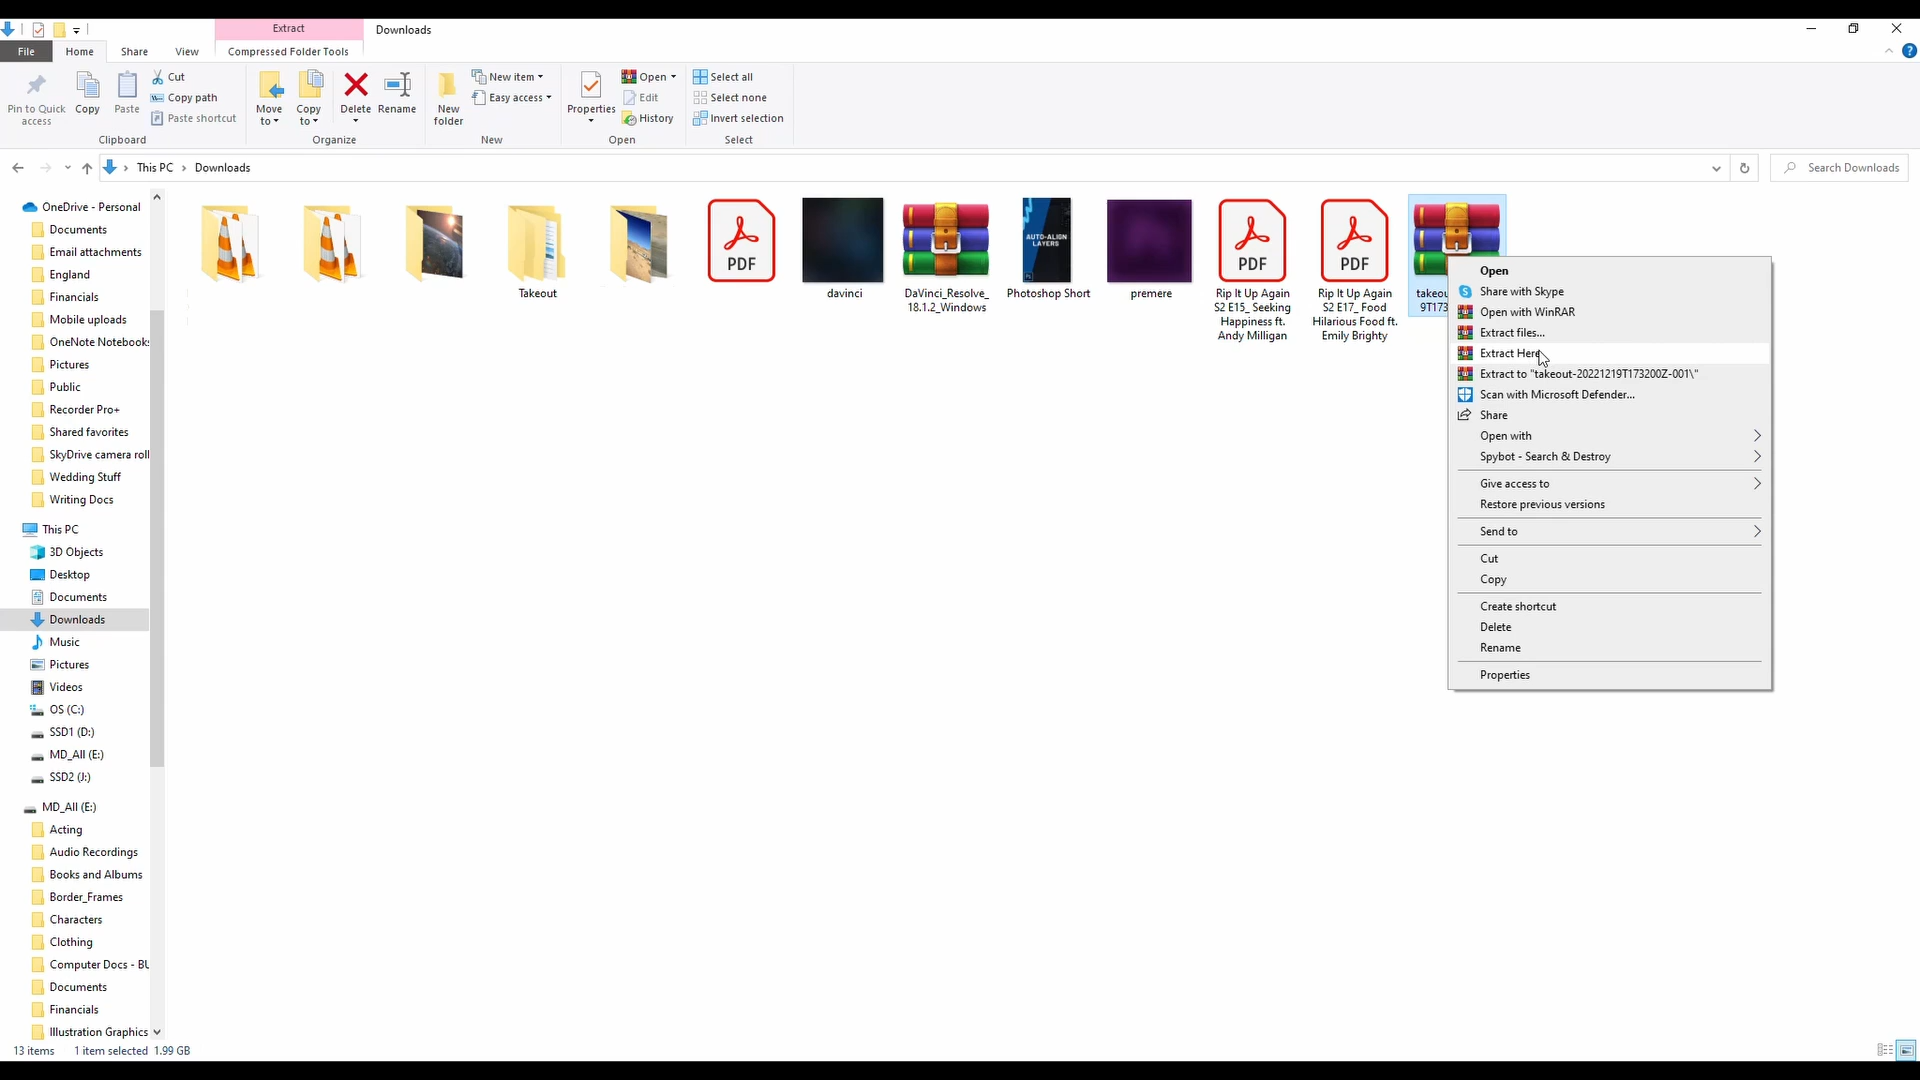 Extract
Downloads
File
Home
Share
View
Compressed Folder Tools
Pin to Quick
access
Copy
Paste
Cut
Copy path
Paste shortcut
Clipboard
Move
to
Copy
to
Delete
Rename
Organize
New
folder
New item
Easy access
New
Properties
Open
Edit
History
Open
Select all
Select none
Invert selection
Select
This PC
Downloads
Search Downloads
OneDrive - Personal
Documents
Email attachments
England
Financials
Mobile uploads
OneNote Notebooks
Pictures
Public
Recorder Pro+
Shared favorites
SkyDrive camera roll
Wedding Stuff
Writing Docs
This PC
3D Objects
Desktop
Documents
Downloads
Music
Pictures
Videos
OS (C:)
SSD1 (D:)
MD_All (E:)
SSD2 (J:)
MD_All (E:)
Acting
Audio Recordings
Books and Albums
Border_Frames
Characters
Clothing
Computer Docs - BU
Documents
Financials
Illustration Graphics
Takeout
PDF
davinci
DaVinci_Resolve_
18.1.2_Windows
AUTO-ALIGN
LAYERS
Photoshop Short
premere
PDF
Rip It Up Again
S2 E15_ Seeking
Happiness ft.
Andy Milligan
PDF
Rip It Up Again
S2 E17_ Food
Hilarious Food ft.
Emily Brighty
takeou
9T173
Open
Share with Skype
Open with WinRAR
Extract files...
Extract Here
Extract to "takeout-20221219T173200Z-001\"
Scan with Microsoft Defender...
Share
Open with
Spybot - Search & Destroy
Give access to
Restore previous versions
Send to
Cut
Copy
Create shortcut
Delete
Rename
Properties
13 items
1 item selected 1.99 GB